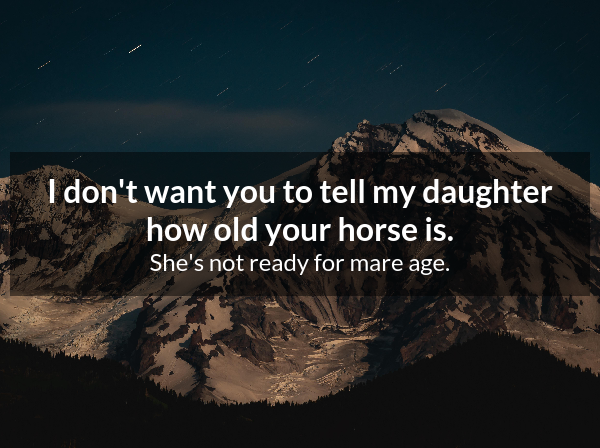 I don't want you to tell my daughter
how old your horse is.
She's not ready for mare age.